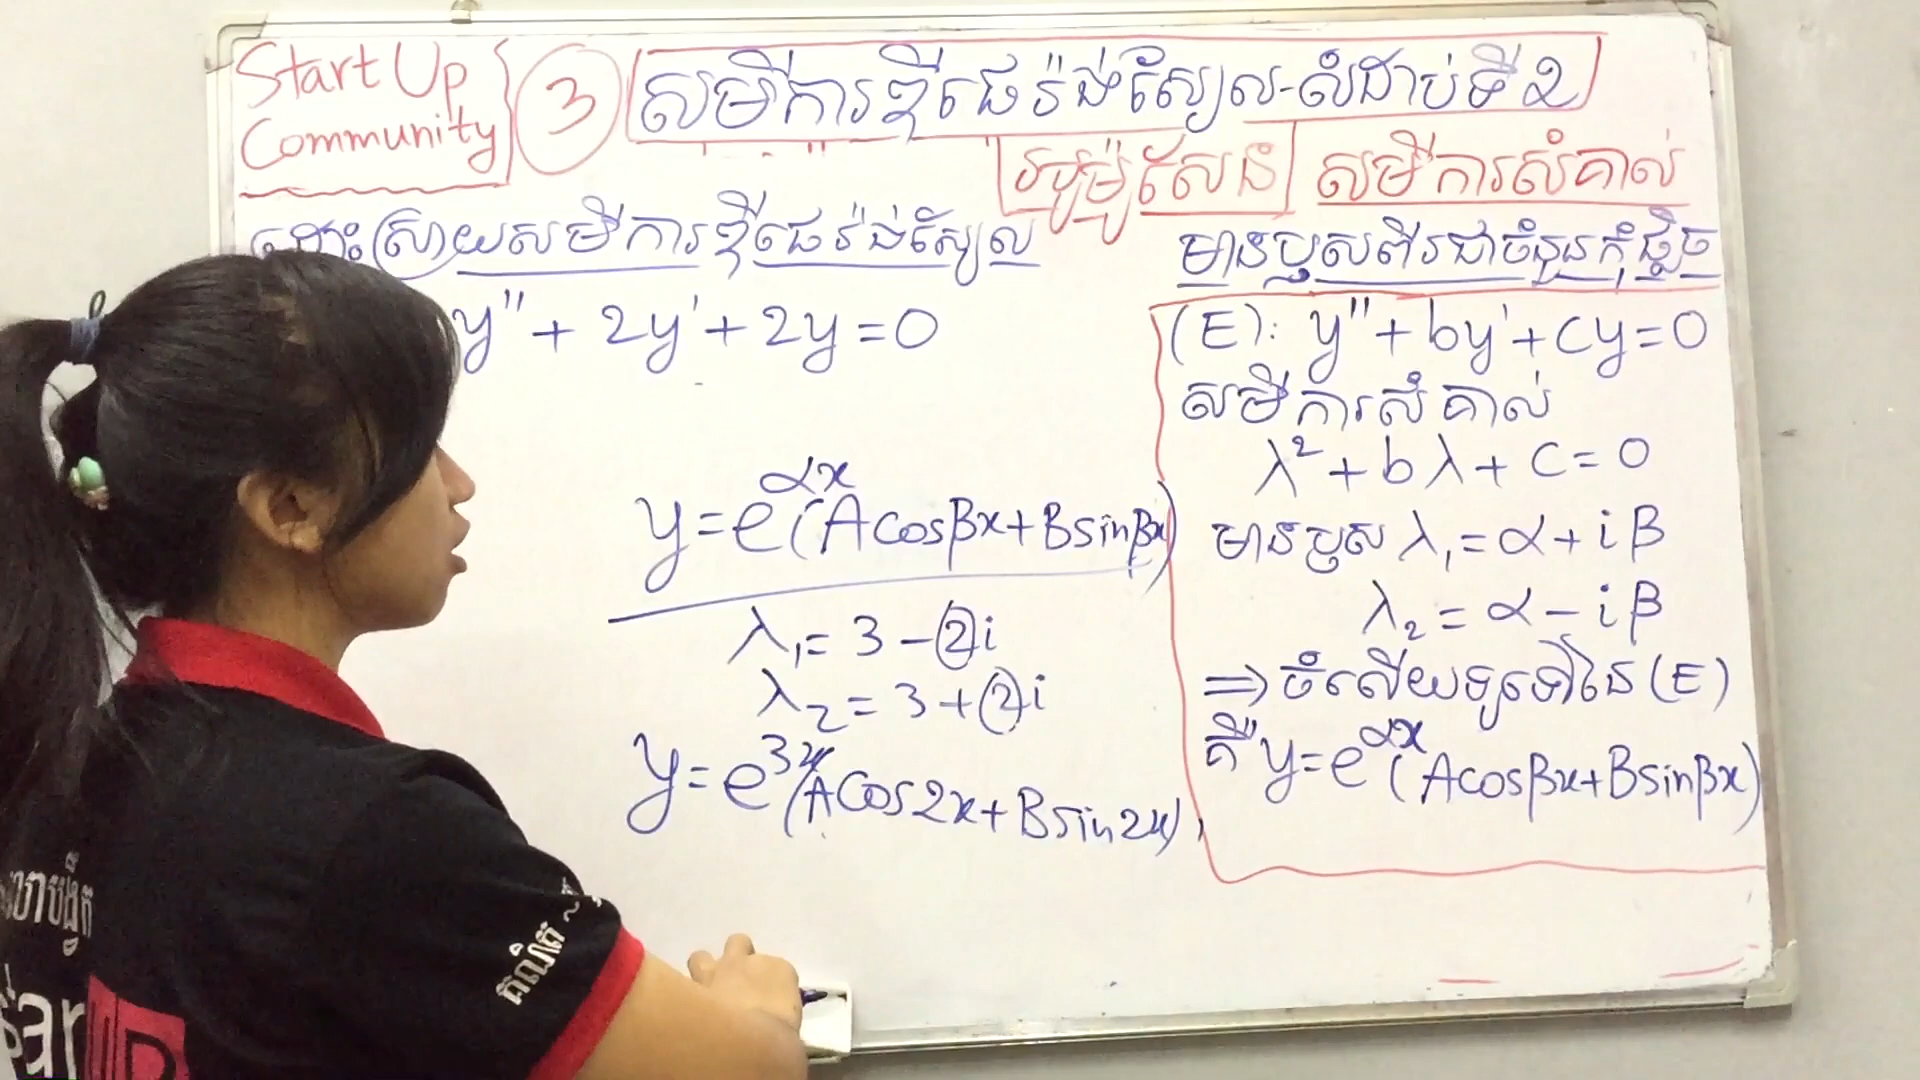 Start Up
Community
3
សមីការឌីផេរ៉ង់ស្យែល-លំដាប់ទី២
អូម៉ូសែន
សមីការសំគាល់
ដោះស្រាយសមីការឌីផេរ៉ង់ស្យែល
y'' + 2y' + 2y = 0
y = e^{αx}(Acosβx + Bsinβx)
λ₁ = 3 - 2i
λ₂ = 3 + 2i
y = e^{3x}(Acos2x + Bsin2x)
មានឫសពីរជាចំនួនកុំផ្លិច
(E): y'' + by' + cy = 0
សមីការសំគាល់
λ² + bλ + c = 0
មានឫស λ₁ = α + iβ
λ₂ = α - iβ
⟹ ចំលើយទូទៅនៃ (E)
គឺ y = e^{αx}(Acosβx + Bsinβx)
គណិត